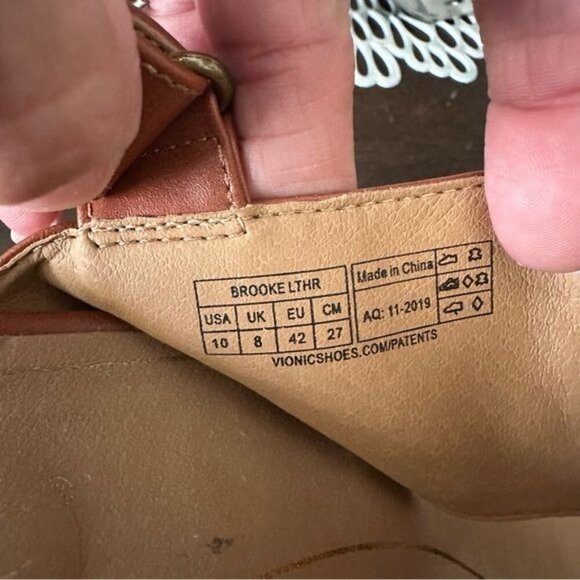 BROOKE LTHR
USA UK EU CM
10 8 42 27
Made in China
AQ: 11-2019
VIONICSHOES.COM/PATENTS